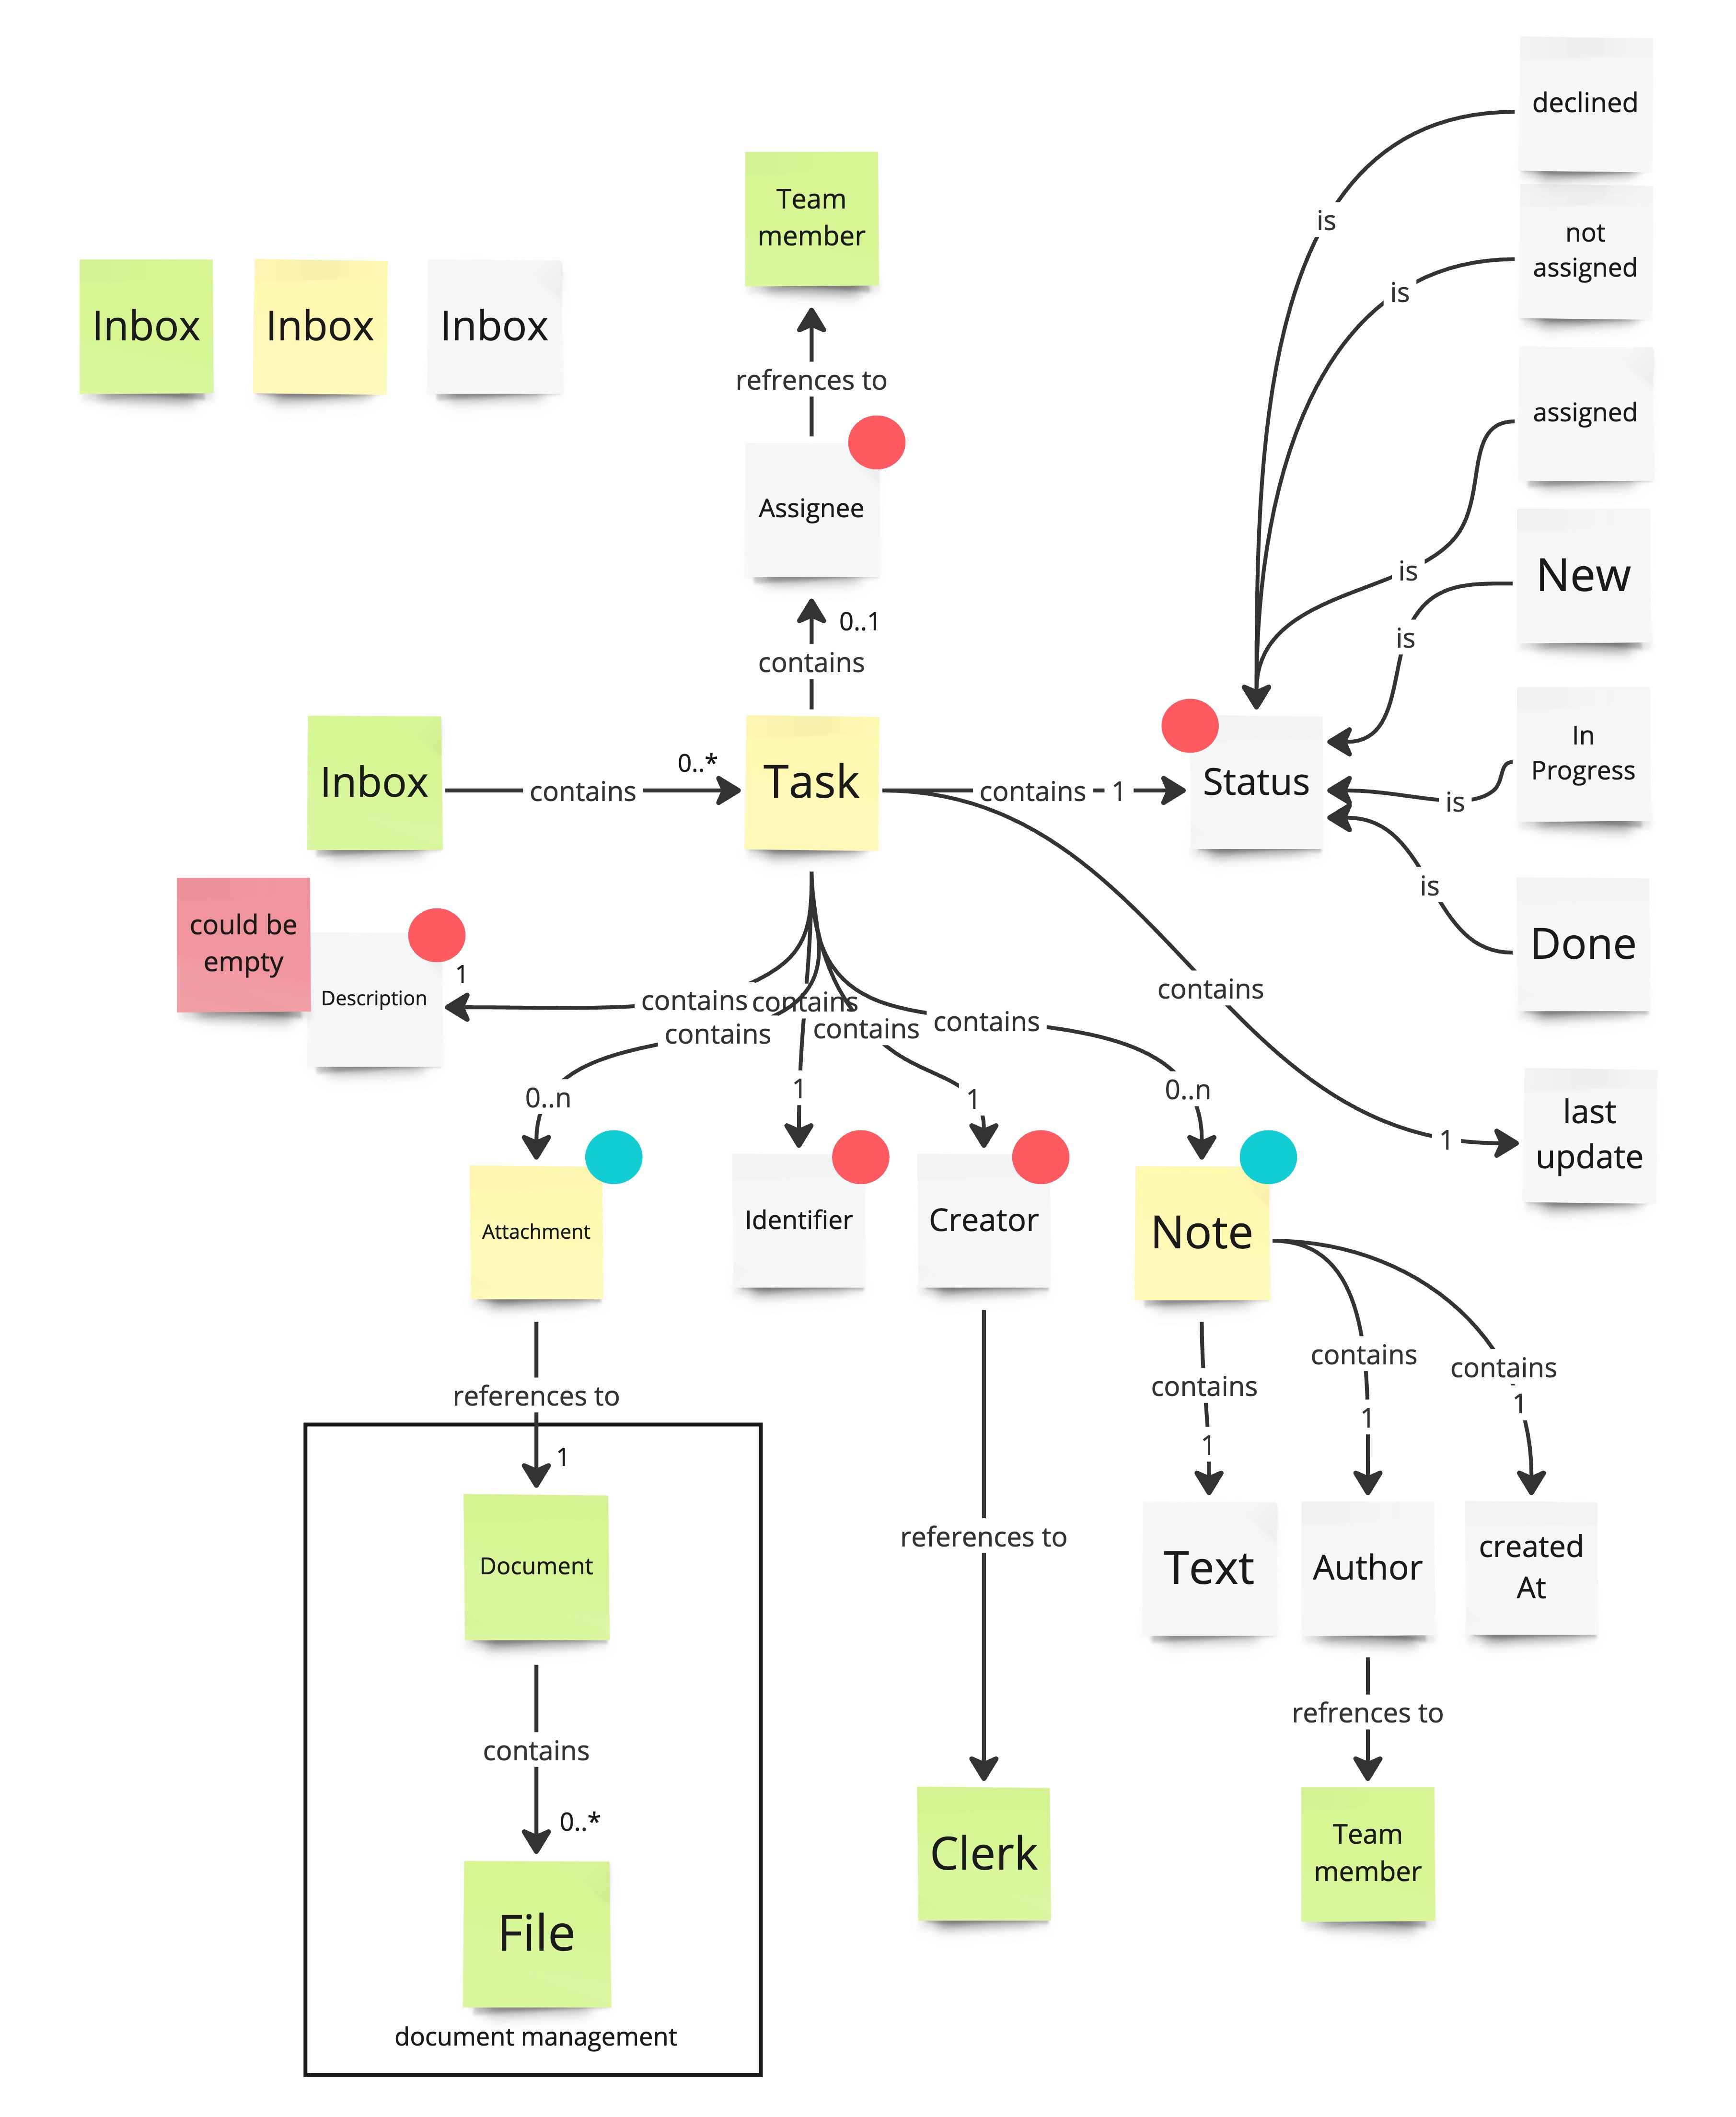 declined
Team
member
not
assigned
is
is
Inbox
Inbox
Inbox
refrences to
assigned
Assignee
is
New
0..1
is
contains
Inbox
contains
0..*
Task
contains
1
Status
In
Progress
is
is
Done
could be
empty
Description
1
contains
contains
contains
contains
contains
contains
0..n
1
1
0..n
1
last
update
Attachment
Identifier
Creator
Note
references to
contains
1
contains
1
contains
1
1
Document
references to
Text
Author
created
At
contains
refrences to
0..*
File
Clerk
Team
member
document management